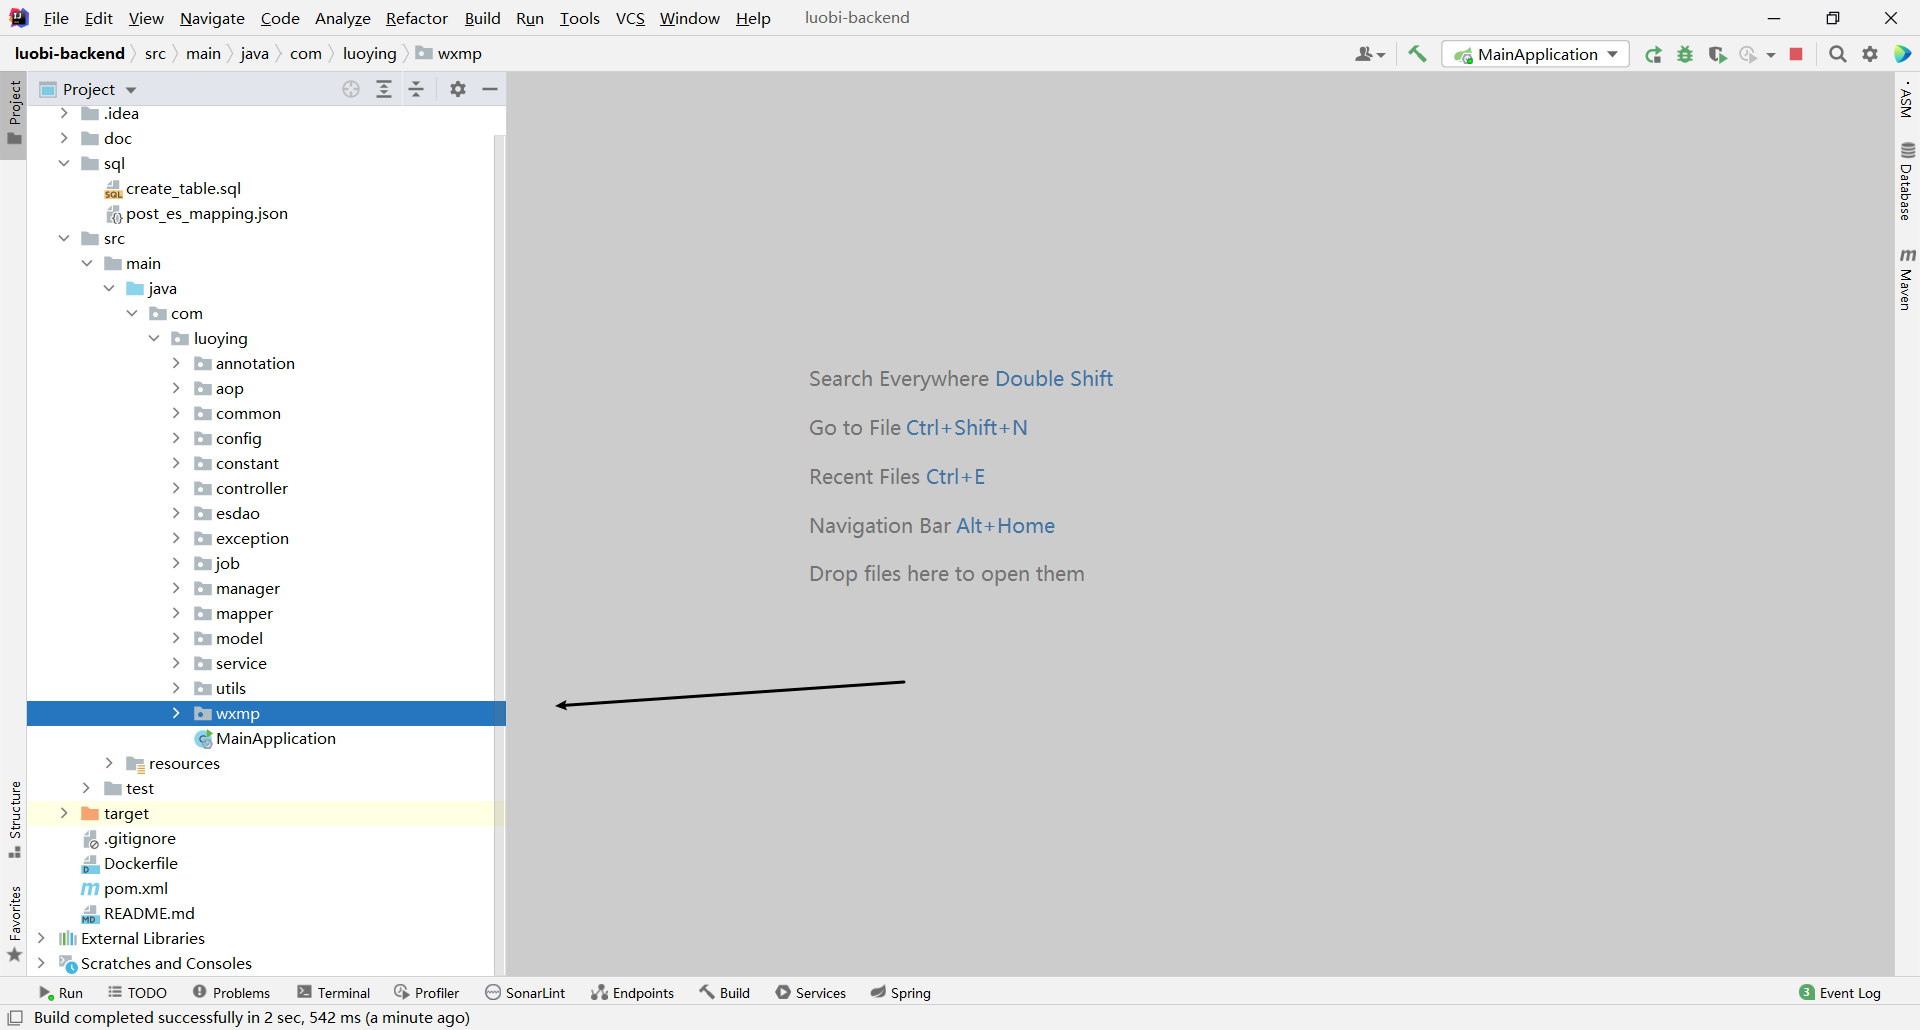 File Edit View Navigate Code Analyze Refactor Build Run Tools VCS Window Help luobi-backend
luobi-backend src main java com luoying wxmp
MainApplication
Project
Project
.idea
doc
sql
create_table.sql
post_es_mapping.json
src
main
java
com
luoying
annotation
aop
common
config
constant
controller
esdao
exception
job
manager
mapper
model
service
utils
wxmp
MainApplication
resources
test
target
.gitignore
Dockerfile
pom.xml
README.md
External Libraries
Scratches and Consoles
Structure
Favorites
Search Everywhere Double Shift
Go to File Ctrl+Shift+N
Recent Files Ctrl+E
Navigation Bar Alt+Home
Drop files here to open them
ASM
Database
Maven
Run TODO Problems Terminal Profiler SonarLint Endpoints Build Services Spring 3 Event Log
Build completed successfully in 2 sec, 542 ms (a minute ago)